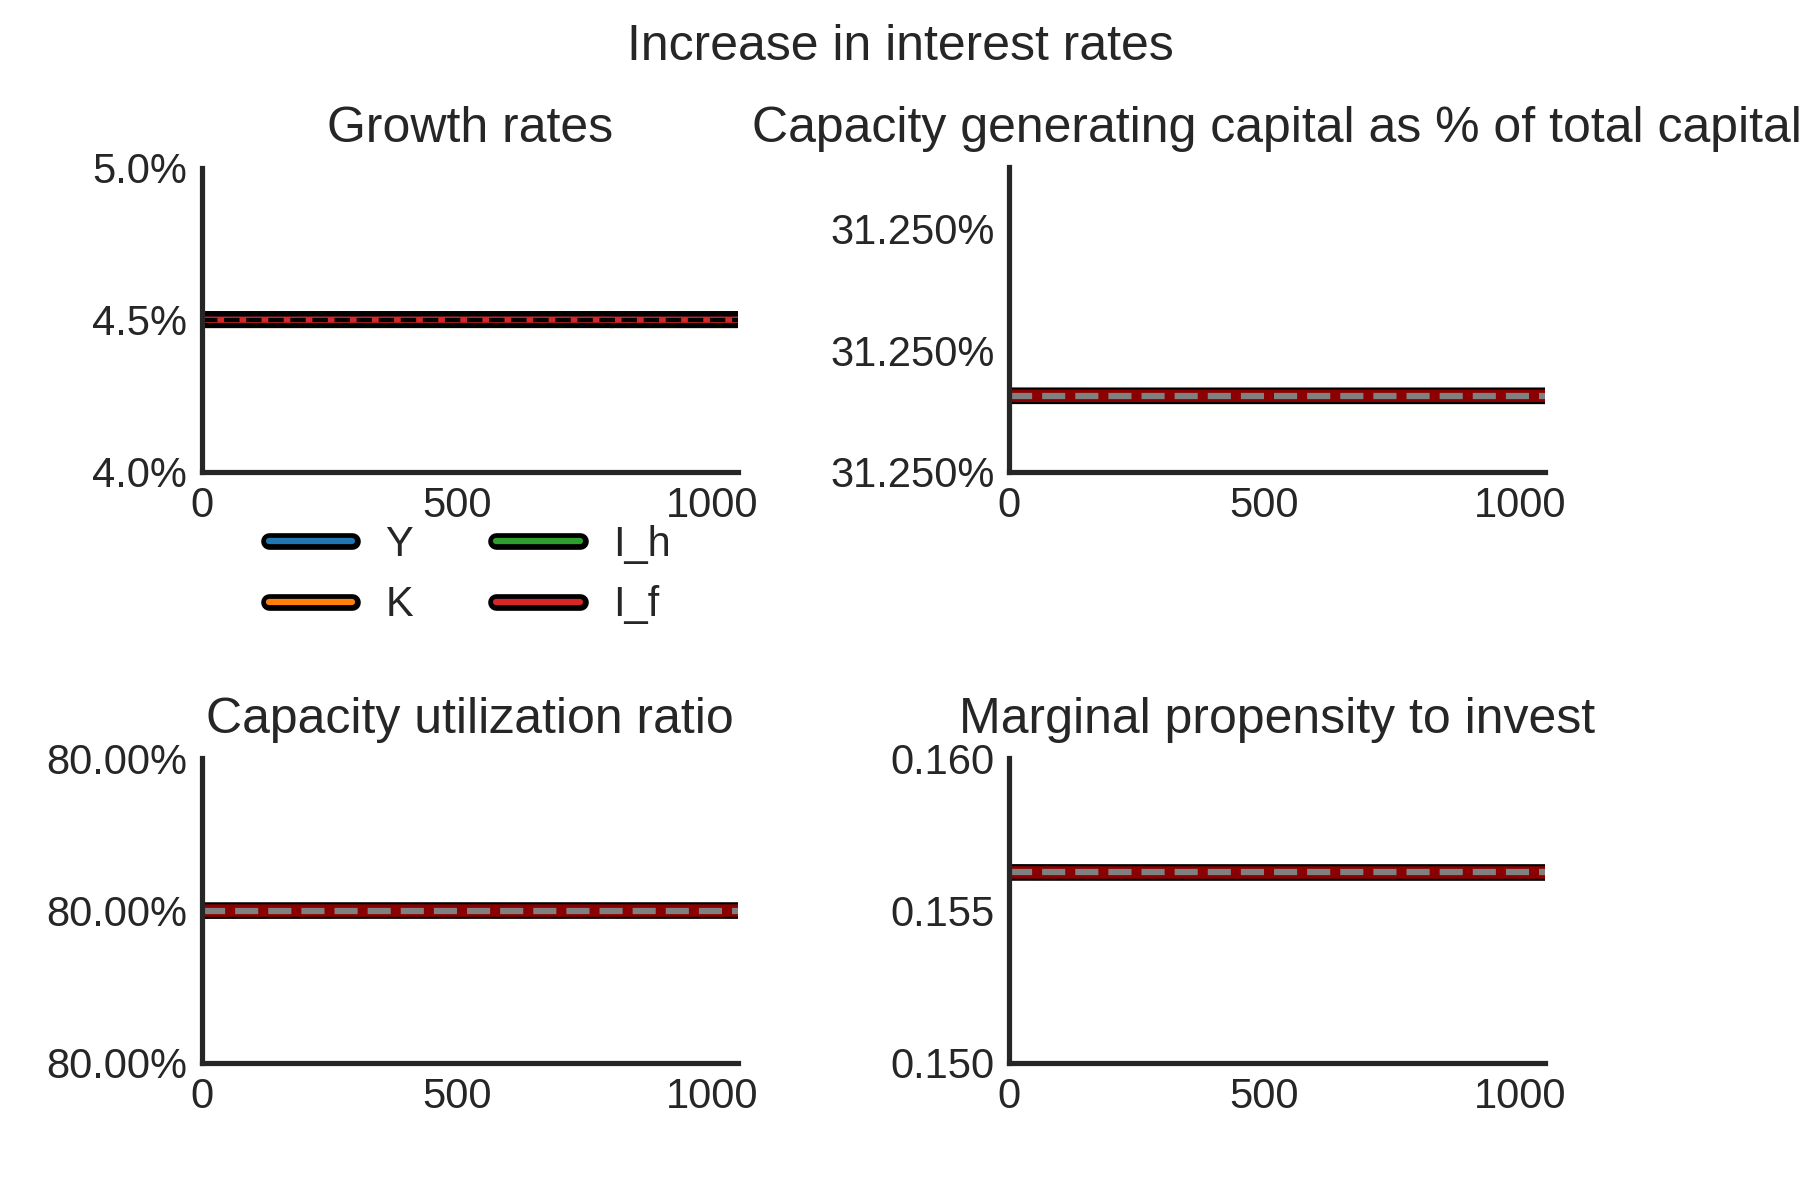 Increase in interest rates
Growth rates
5.0%
4.5%
4.0%
0 500 1000
Y I_h
K I_f
Capacity generating capital as % of total capital
31.250%
31.250%
31.250%
0 500 1000
Capacity utilization ratio
80.00%
80.00%
80.00%
0 500 1000
Marginal propensity to invest
0.160
0.155
0.150
0 500 1000